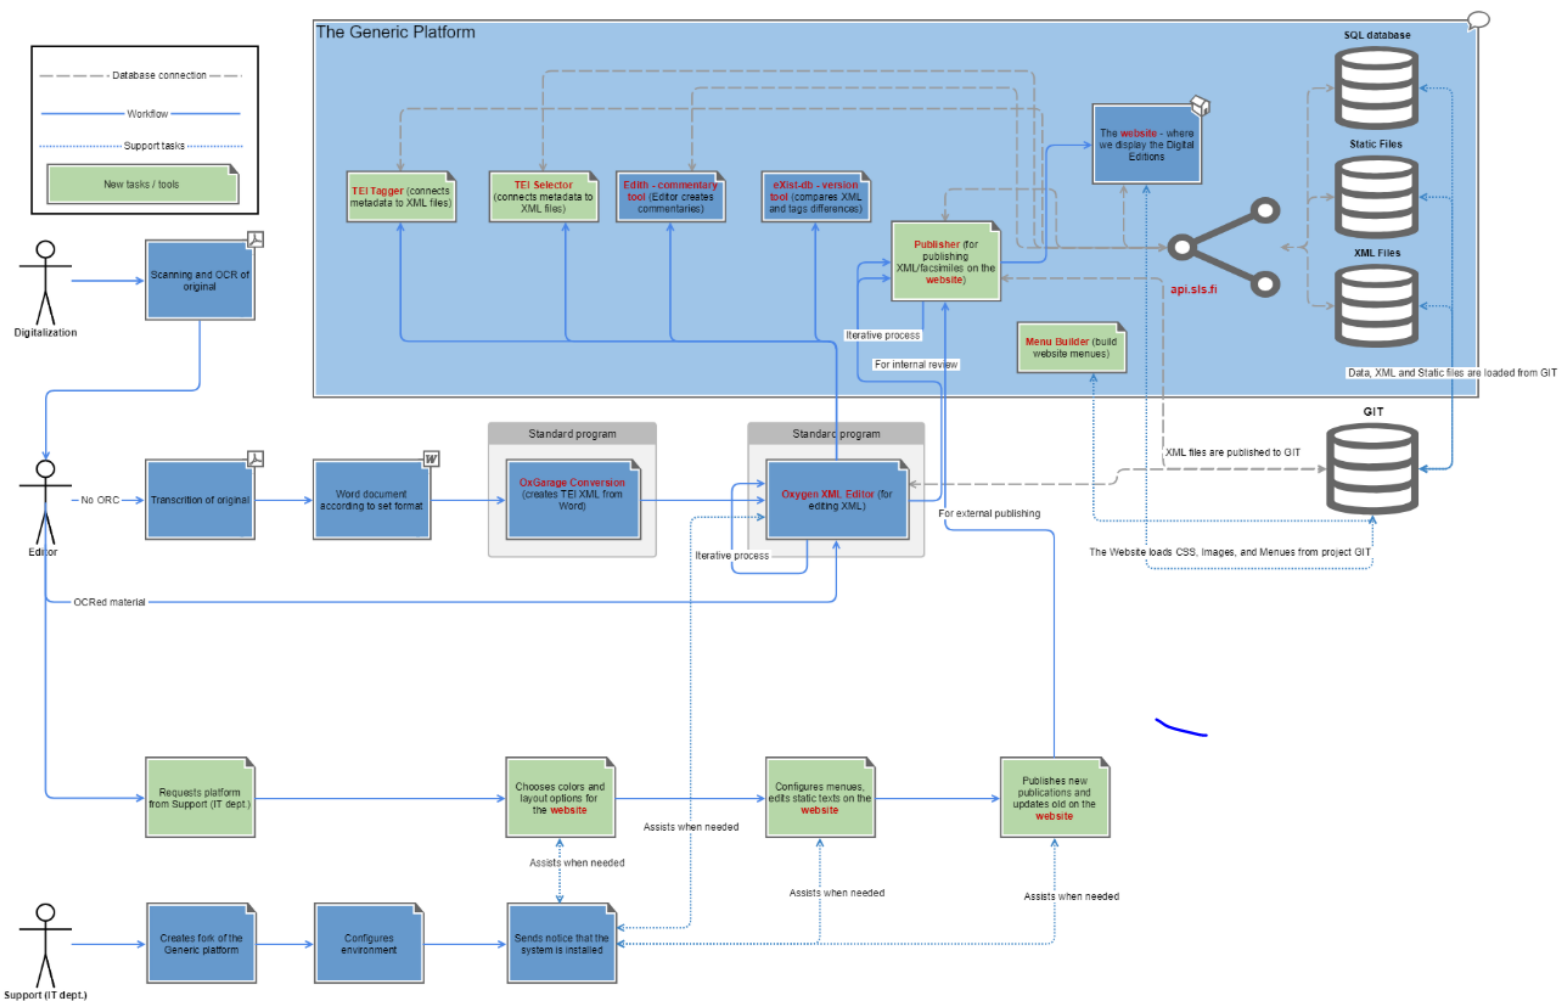 The Generic Platform
SQL database
Database connection
Workflow
Support tasks
New tasks / tools
The website - where
we display the Digital
Editions
Static Files
TEI Tagger (connects
metadata to XML files)
TEI Selector
(connects metadata to
XML files)
Edith - commentary
tool (Editor creates
commentaries)
eXist-db - version
tool (compares XML
and tags differences)
Publisher (for
publishing
XML/facsimiles on the
website)
XML Files
api.sls.fi
Scanning and OCR of
original
Digitalization
Iterative process
For internal review
Menu Builder (build
website menues)
Data, XML and Static files are loaded from GIT
GIT
Standard program
Standard program
XML files are published to GIT
No ORC
Transcrition of original
Word document
according to set format
OxGarage Conversion
(creates TEI XML from
Word)
Oxygen XML Editor (for
editing XML)
For external publishing
Editor
Iterative process
The Website loads CSS, Images, and Menues from project GIT
OCRed material
Requests platform
from Support (IT dept.)
Chooses colors and
layout options for
the website
Configures menues,
edits static texts on the
website
Publishes new
publications and
updates old on the
website
Assists when needed
Assists when needed
Assists when needed
Assists when needed
Creates fork of the
Generic platform
Configures
environment
Sends notice that the
system is installed
Support (IT dept.)